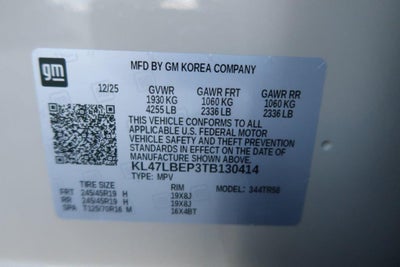 gm
MFD BY GM KOREA COMPANY
12/25 GVWR GAWR FRT GAWR RR
1930 KG 1060 KG 1060 KG
4255 LB 2336 LB 2336 LB
THIS VEHICLE CONFORMS TO ALL
APPLICABLE U.S. FEDERAL MOTOR
VEHICLE SAFETY AND THEFT PREVENTION
STANDARDS IN EFFECT ON THE DATE OF
MANUFACTURE SHOWN ABOVE.
KL47LBEP3TB130414
TYPE: MPV MODEL: 344TR58
TIRE SIZE RIM
FRT 245/45R19 H 19X8J
RR 245/45R19 H 19X8J
SPA T125/70R16 M 16X4BT